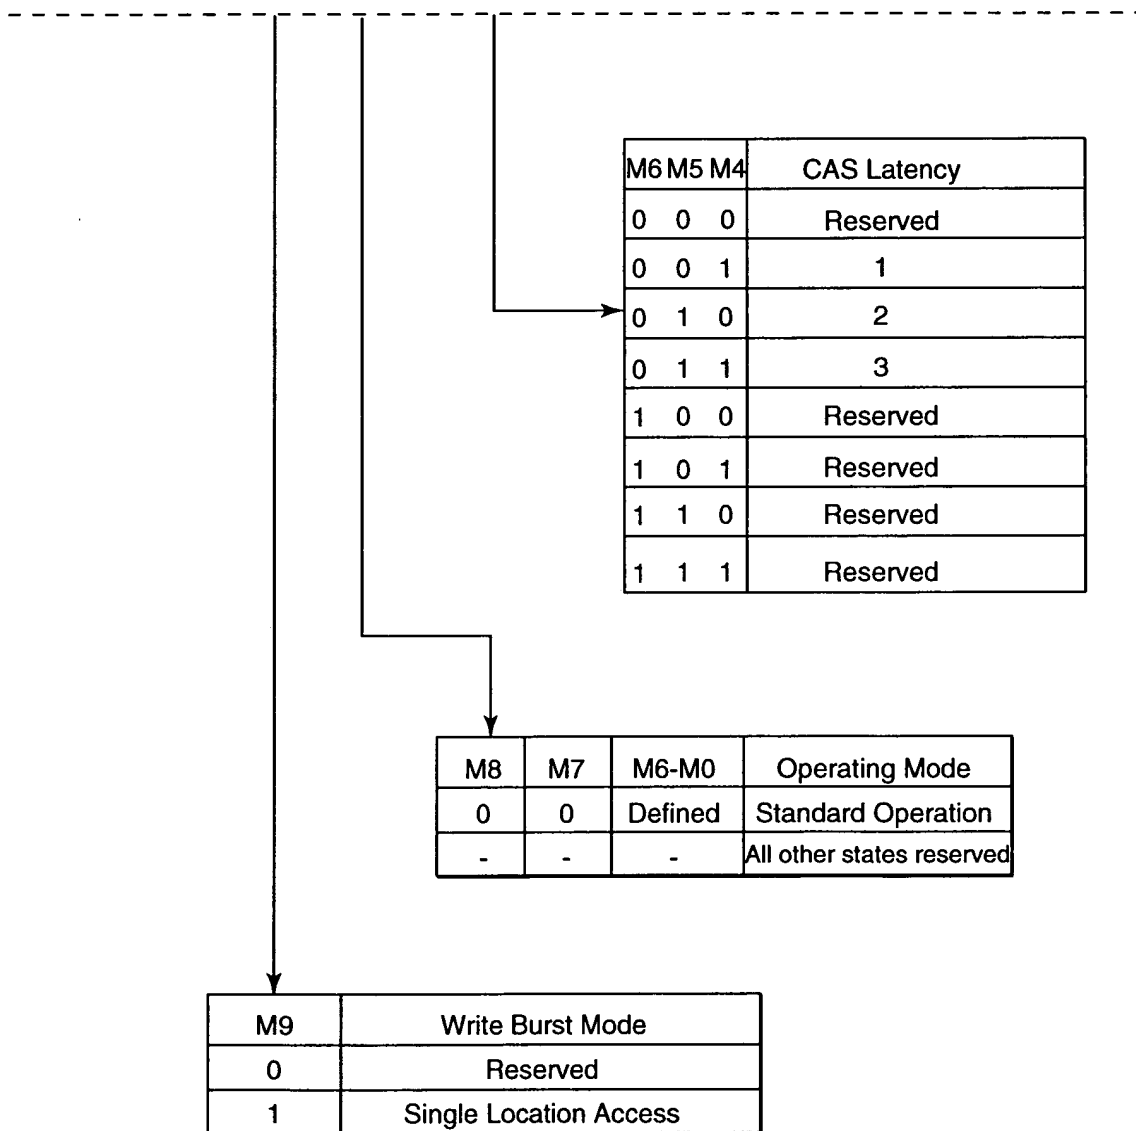 M6 M5 M4 CAS Latency
0 0 0 Reserved
0 0 1 1
0 1 0 2
0 1 1 3
1 0 0 Reserved
1 0 1 Reserved
1 1 0 Reserved
1 1 1 Reserved
M8 M7 M6-M0 Operating Mode
0 0 Defined Standard Operation
- - - All other states reserved
M9 Write Burst Mode
0 Reserved
1 Single Location Access